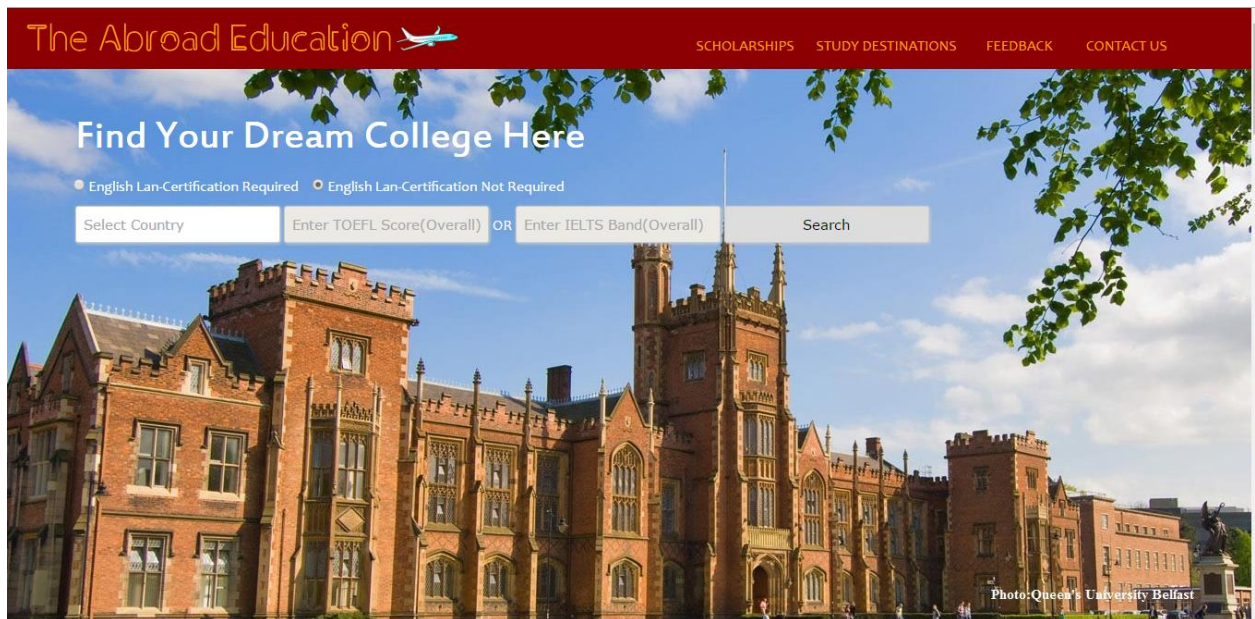 The Abroad Education
SCHOLARSHIPS STUDY DESTINATIONS FEEDBACK CONTACT US
Find Your Dream College Here
English Lan-Certification Required English Lan-Certification Not Required
Select Country Enter TOEFL Score(Overall) OR Enter IELTS Band(Overall) Search
Photo:Queen's University Belfast